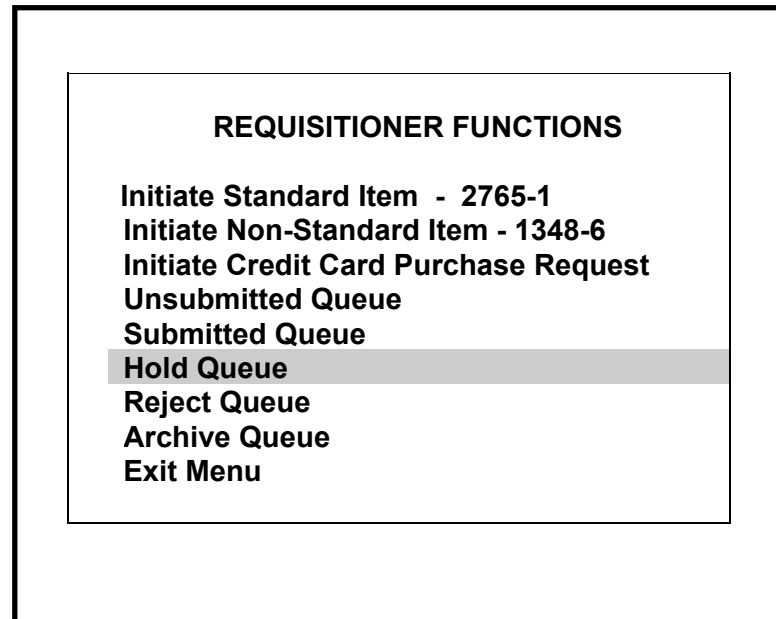 REQUISITIONER FUNCTIONS
Initiate Standard Item - 2765-1
Initiate Non-Standard Item - 1348-6
Initiate Credit Card Purchase Request
Unsubmitted Queue
Submitted Queue
Hold Queue
Reject Queue
Archive Queue
Exit Menu